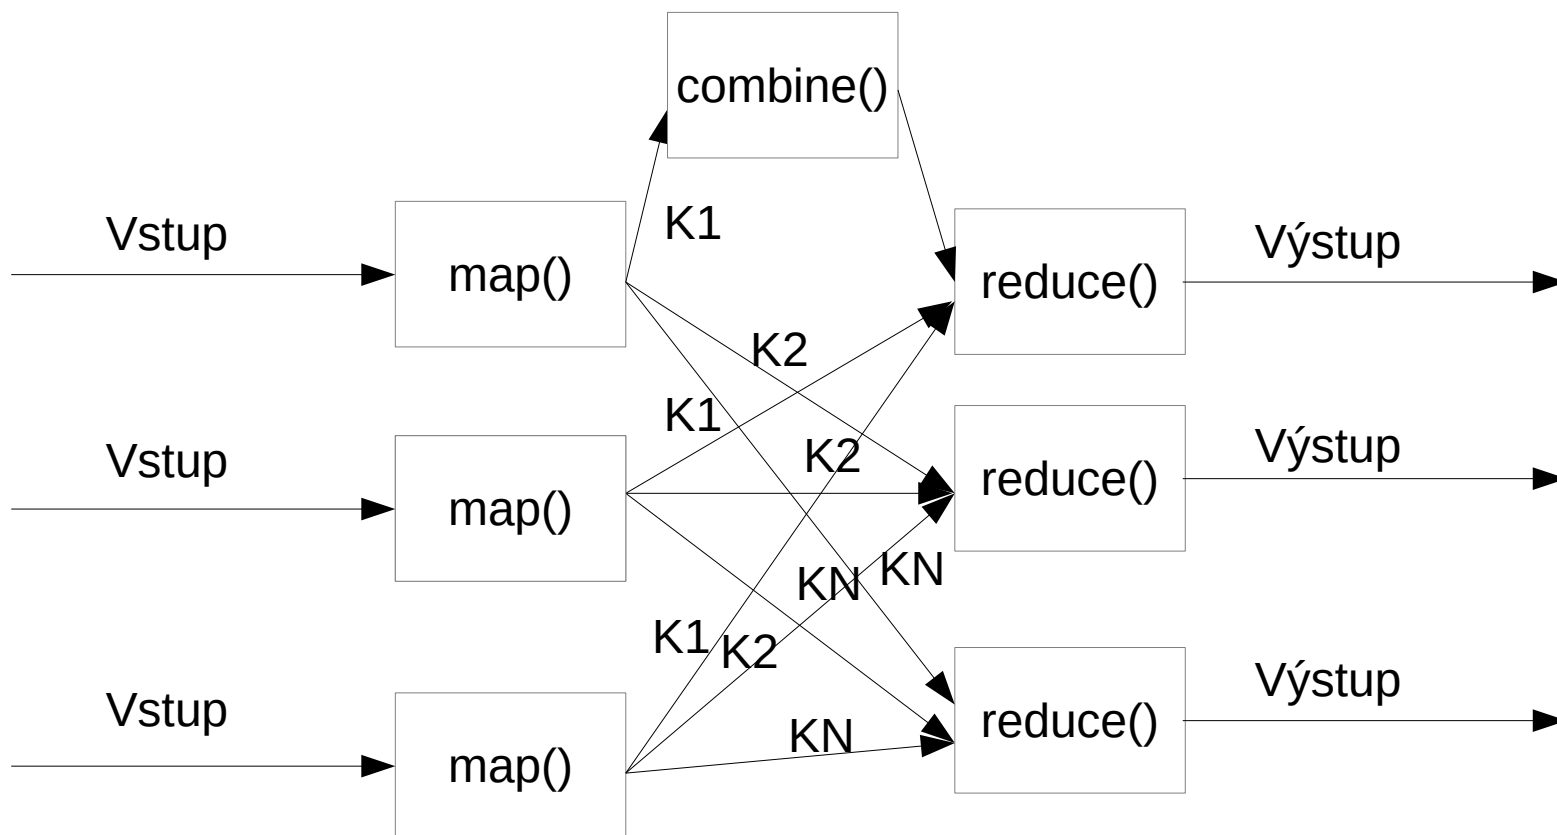 combine()
Vstup
map()
K1
reduce()
Výstup
K2
K1
Vstup
map()
K2
reduce()
Výstup
KN
KN
K1
K2
Vstup
map()
KN
reduce()
Výstup